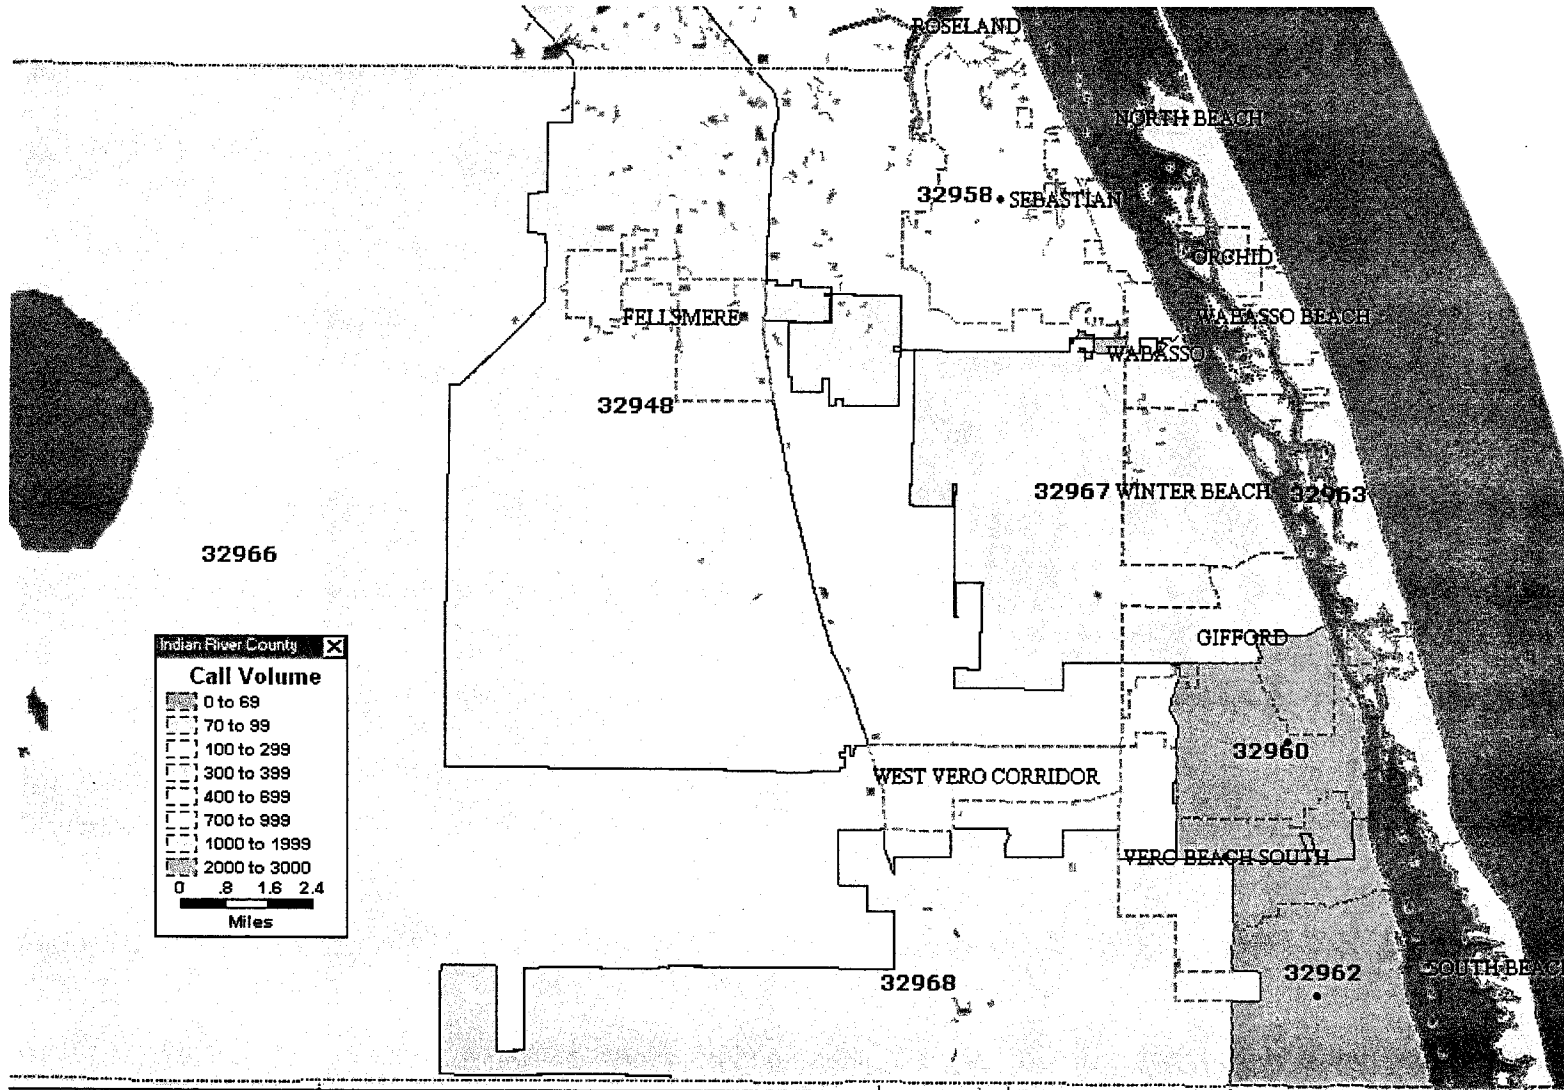 ROSELAND
NORTH BEACH
32958
SEBASTIAN
ORCHID
FELLSMERE
WABASSO BEACH
WABASSO
32948
32967 WINTER BEACH
32963
32966
GIFFORD
Indian River County
Call Volume
0 to 69
70 to 99
100 to 299
300 to 399
400 to 699
700 to 999
1000 to 1999
2000 to 3000
0 .8 1.6 2.4
Miles
32960
WEST VERO CORRIDOR
VERO BEACH SOUTH
32968
32962
SOUTH BEACH